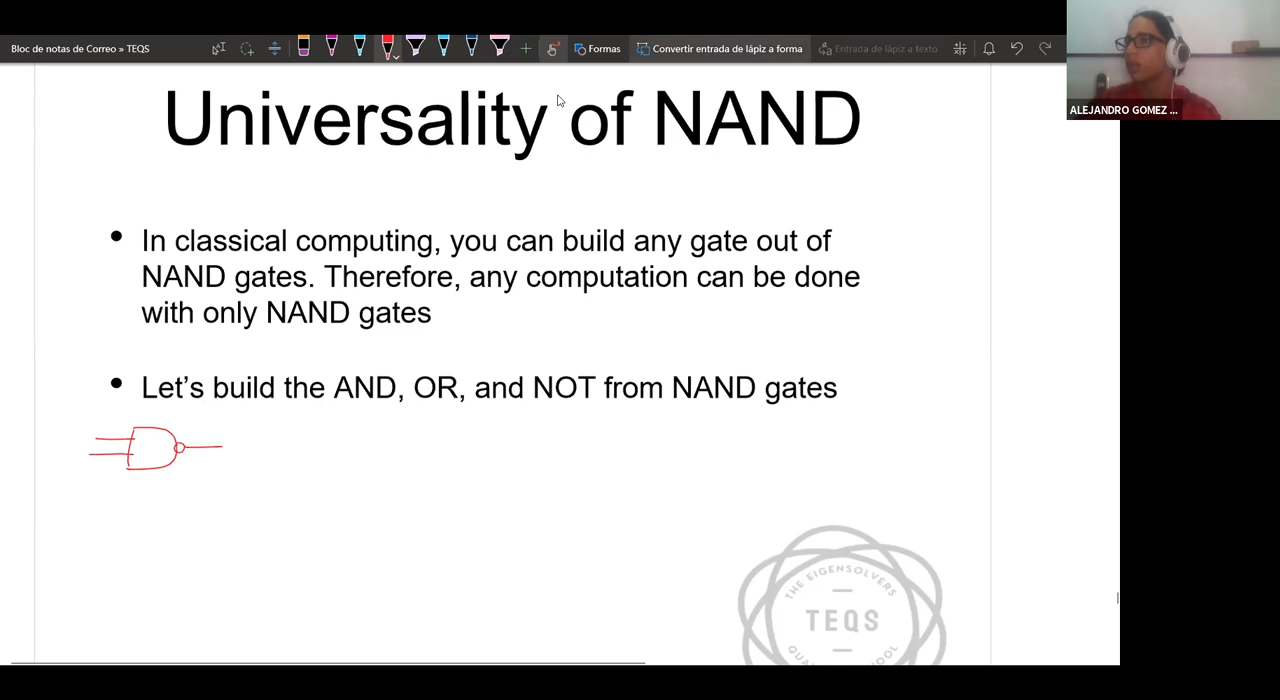 Bloc de notas de Correo » TEQS
Formas
Convertir entrada de lápiz a forma
Entrada de lápiz a texto
ALEJANDRO GOMEZ ...
Universality of NAND
• In classical computing, you can build any gate out of
NAND gates. Therefore, any computation can be done
with only NAND gates
• Let’s build the AND, OR, and NOT from NAND gates
THE EIGENSOLVERS
TEQS